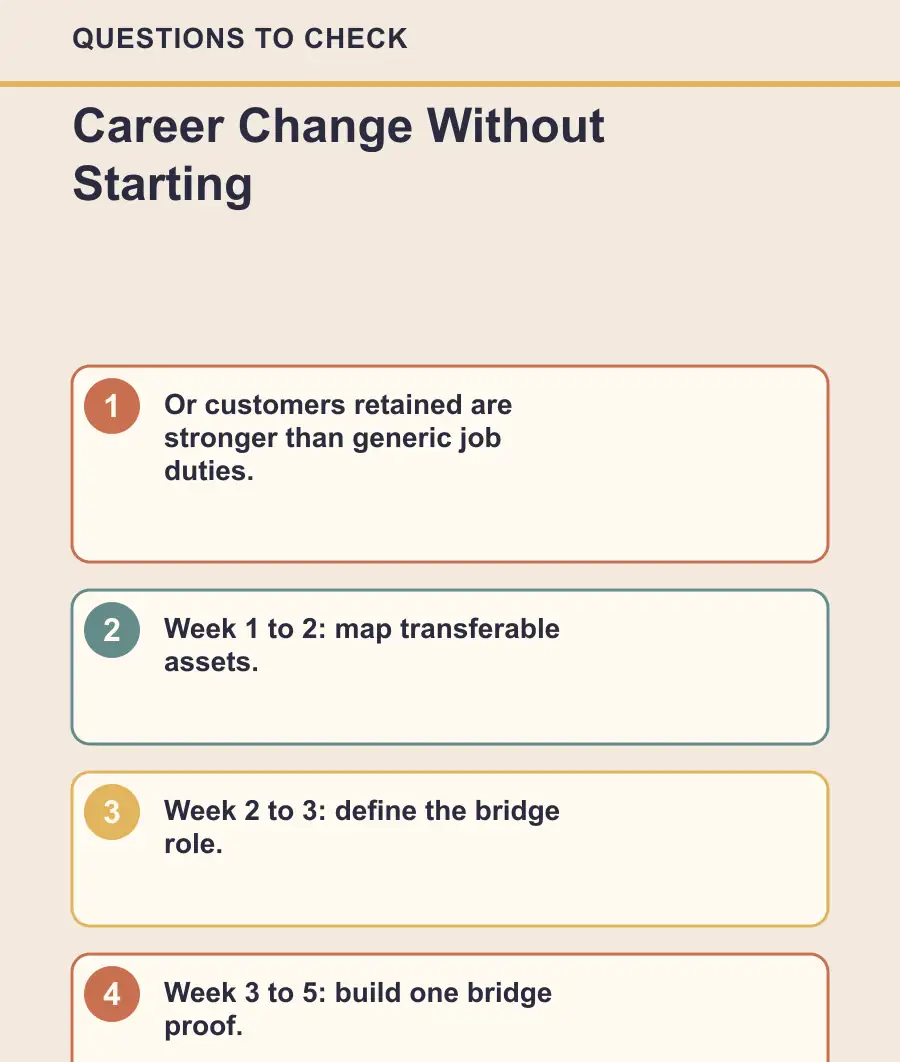 QUESTIONS TO CHECK
Career Change Without
Starting
1
Or customers retained are
stronger than generic job
duties.
2
Week 1 to 2: map transferable
assets.
3
Week 2 to 3: define the bridge
role.
4
Week 3 to 5: build one bridge
proof.